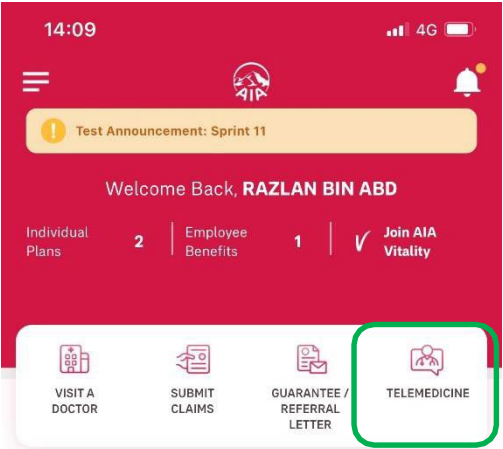 14:09 4G
AIA
Test Announcement: Sprint 11
Welcome Back, RAZLAN BIN ABD
Individual Plans 2 Employee Benefits 1 Join AIA Vitality
VISIT A DOCTOR
SUBMIT CLAIMS
GUARANTEE / REFERRAL LETTER
TELEMEDICINE